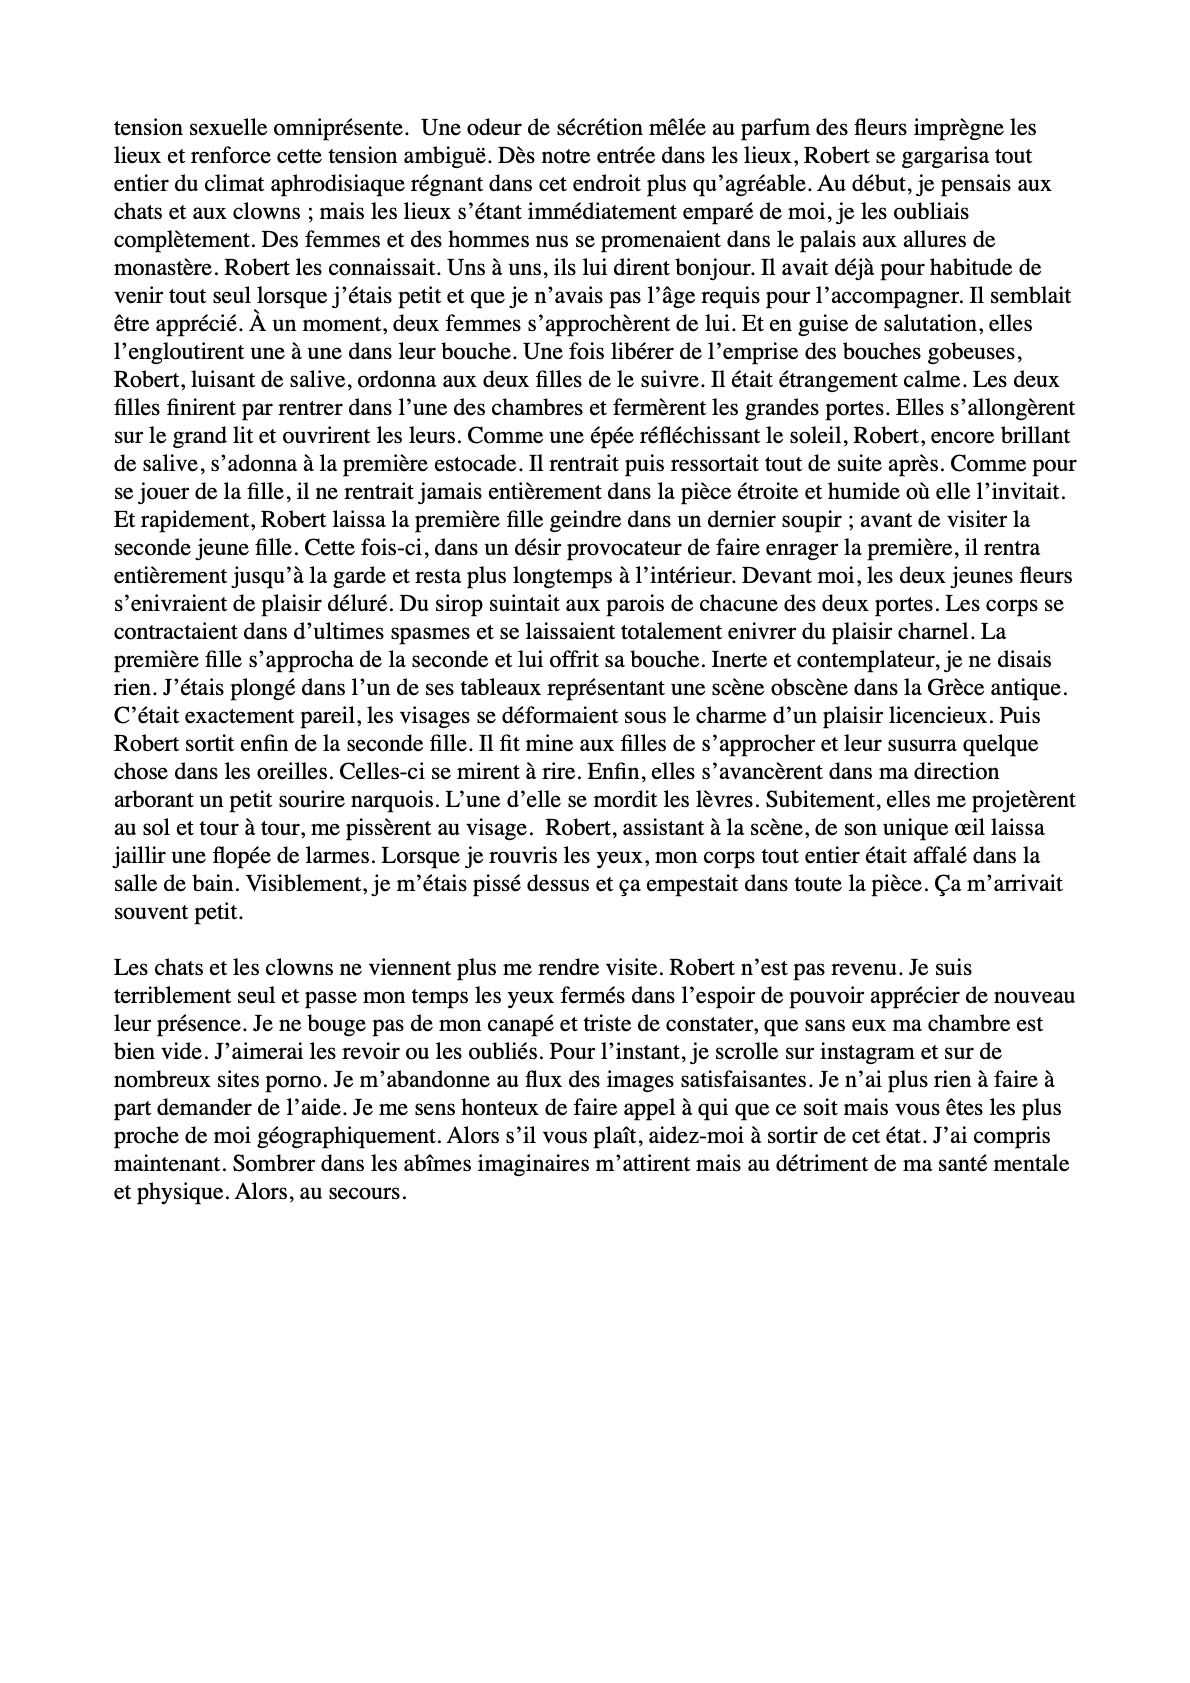 tension sexuelle omniprésente.  Une odeur de sécrétion mêlée au parfum des fleurs imprègne les
lieux et renforce cette tension ambiguë. Dès notre entrée dans les lieux, Robert se gargarisa tout
entier du climat aphrodisiaque régnant dans cet endroit plus qu’agréable. Au début, je pensais aux
chats et aux clowns ; mais les lieux s’étant immédiatement emparé de moi, je les oubliais
complètement. Des femmes et des hommes nus se promenaient dans le palais aux allures de
monastère. Robert les connaissait. Uns à uns, ils lui dirent bonjour. Il avait déjà pour habitude de
venir tout seul lorsque j’étais petit et que je n’avais pas l’âge requis pour l’accompagner. Il semblait
être apprécié. À un moment, deux femmes s’approchèrent de lui. Et en guise de salutation, elles
l’engloutirent une à une dans leur bouche. Une fois libérer de l’emprise des bouches gobeuses,
Robert, luisant de salive, ordonna aux deux filles de le suivre. Il était étrangement calme. Les deux
filles finirent par rentrer dans l’une des chambres et fermèrent les grandes portes. Elles s’allongèrent
sur le grand lit et ouvrirent les leurs. Comme une épée réfléchissant le soleil, Robert, encore brillant
de salive, s’adonna à la première estocade. Il rentrait puis ressortait tout de suite après. Comme pour
se jouer de la fille, il ne rentrait jamais entièrement dans la pièce étroite et humide où elle l’invitait.
Et rapidement, Robert laissa la première fille geindre dans un dernier soupir ; avant de visiter la
seconde jeune fille. Cette fois-ci, dans un désir provocateur de faire enrager la première, il rentra
entièrement jusqu’à la garde et resta plus longtemps à l’intérieur. Devant moi, les deux jeunes fleurs
s’enivraient de plaisir déluré. Du sirop suintait aux parois de chacune des deux portes. Les corps se
contractaient dans d’ultimes spasmes et se laissaient totalement enivrer du plaisir charnel. La
première fille s’approcha de la seconde et lui offrit sa bouche. Inerte et contemplateur, je ne disais
rien. J’étais plongé dans l’un de ses tableaux représentant une scène obscène dans la Grèce antique.
C’était exactement pareil, les visages se déformaient sous le charme d’un plaisir licencieux. Puis
Robert sortit enfin de la seconde fille. Il fit mine aux filles de s’approcher et leur susurra quelque
chose dans les oreilles. Celles-ci se mirent à rire. Enfin, elles s’avancèrent dans ma direction
arborant un petit sourire narquois. L’une d’elle se mordit les lèvres. Subitement, elles me projetèrent
au sol et tour à tour, me pissèrent au visage.  Robert, assistant à la scène, de son unique œil laissa
jaillir une flopée de larmes. Lorsque je rouvris les yeux, mon corps tout entier était affalé dans la
salle de bain. Visiblement, je m’étais pissé dessus et ça empestait dans toute la pièce. Ça m’arrivait
souvent petit.

Les chats et les clowns ne viennent plus me rendre visite. Robert n’est pas revenu. Je suis
terriblement seul et passe mon temps les yeux fermés dans l’espoir de pouvoir apprécier de nouveau
leur présence. Je ne bouge pas de mon canapé et triste de constater, que sans eux ma chambre est
bien vide. J’aimerai les revoir ou les oubliés. Pour l’instant, je scrolle sur instagram et sur de
nombreux sites porno. Je m’abandonne au flux des images satisfaisantes. Je n’ai plus rien à faire à
part demander de l’aide. Je me sens honteux de faire appel à qui que ce soit mais vous êtes les plus
proche de moi géographiquement. Alors s’il vous plaît, aidez-moi à sortir de cet état. J’ai compris
maintenant. Sombrer dans les abîmes imaginaires m’attirent mais au détriment de ma santé mentale
et physique. Alors, au secours.